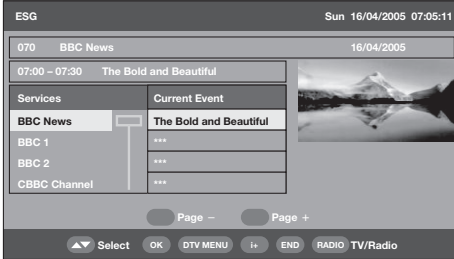 ESG Sun 16/04/2005 07:05:11
070 BBC News 16/04/2005
07:00 – 07:30 The Bold and Beautiful
Services Current Event
BBC News The Bold and Beautiful
BBC 1 ***
BBC 2 ***
CBBC Channel ***
Page – Page +
Select OK DTV MENU i+ END RADIO TV/Radio